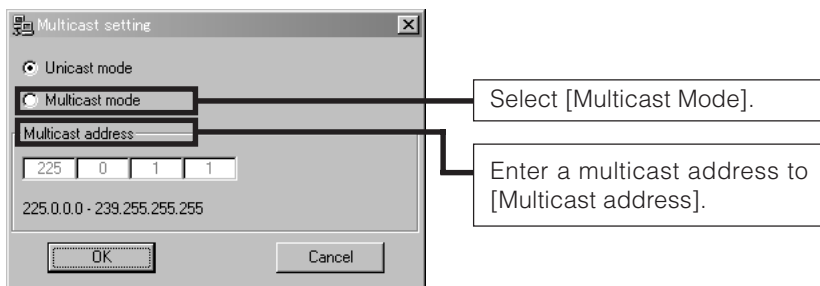 Multicast setting
Unicast mode
Multicast mode
Multicast address
225 0 1 1
225.0.0.0 - 239.255.255.255
OK Cancel
Select [Multicast Mode].
Enter a multicast address to
[Multicast address].